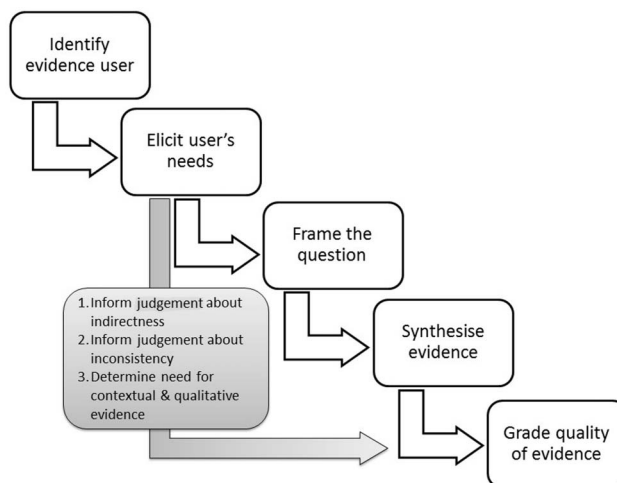 Identify
evidence user
Elicit user's
needs
Frame the
question
1. Inform judgement about
indirectness
2. Inform judgement about
inconsistency
3. Determine need for
contextual & qualitative
evidence
Synthesise
evidence
Grade quality
of evidence